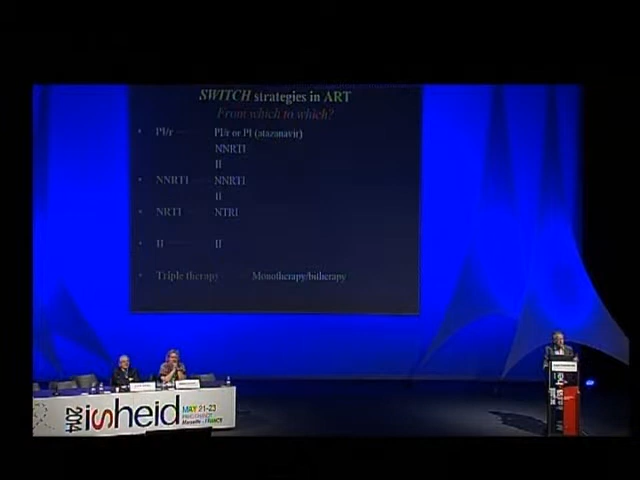 SWITCH strategies in ART
From which to which?
• PI/r PI/r or PI (atazanavir)
NNRTI
II
• NNRTI NNRTI
II
• NRTI NTRI
• II II
• Triple therapy Monotherapy/bitherapy
2014 isheid MAY 21-23
Marseille - FRANCE